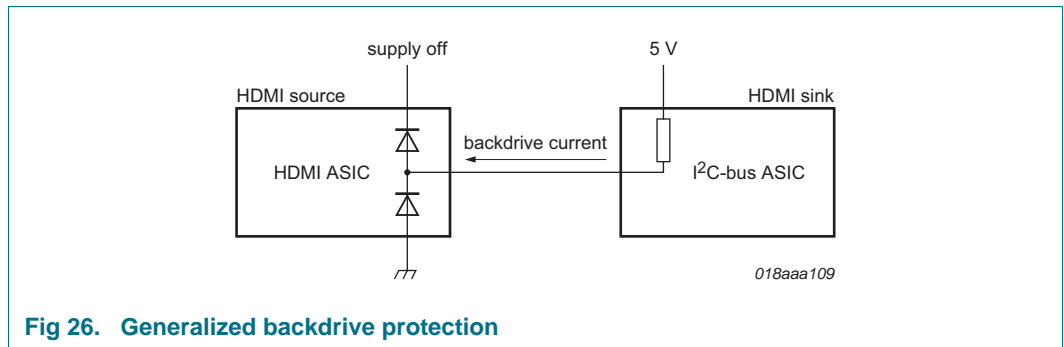 supply off
5 V
HDMI source
HDMI sink
backdrive current
HDMI ASIC
I2C-bus ASIC
018aaa109
Fig 26. Generalized backdrive protection